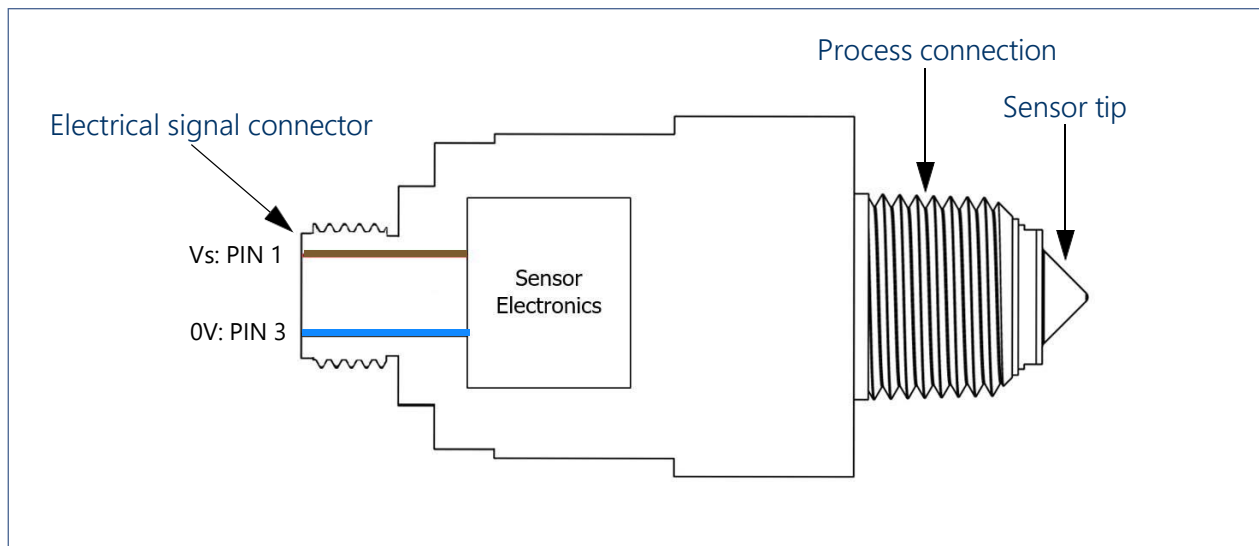 Process connection
Sensor tip
Electrical signal connector
Vs: PIN 1
Sensor
Electronics
0V: PIN 3